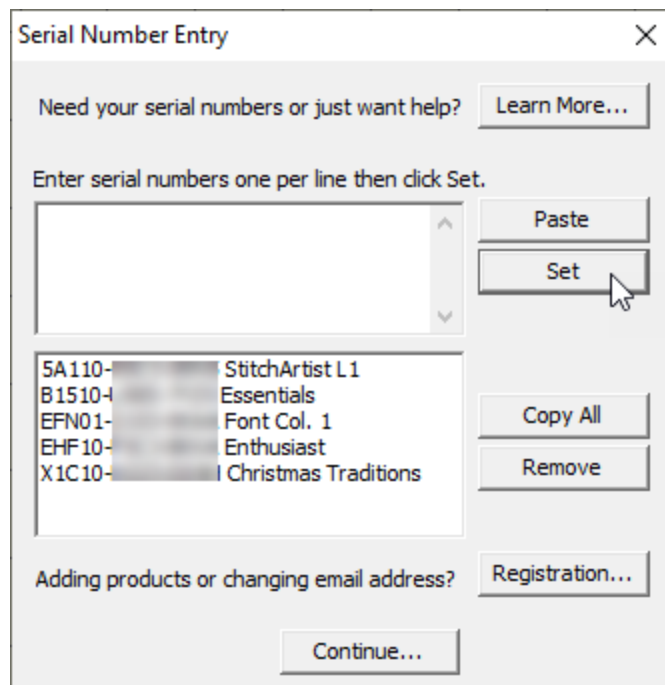 Serial Number Entry
Need your serial numbers or just want help? Learn More...
Enter serial numbers one per line then click Set.
Paste
Set
5A110- StitchArtist L1
B1510- Essentials
EFN01- Font Col. 1
EHF10- Enthusiast
X1C10- Christmas Traditions
Copy All
Remove
Adding products or changing email address? Registration...
Continue...